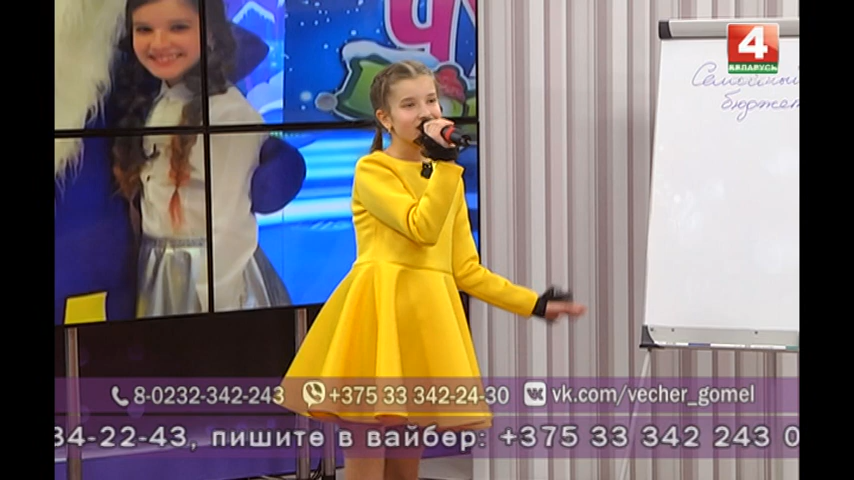 4
БЕЛАРУСЬ
Семейный
бюджет
8-0232-342-243 +375 33 342-24-30 vk.com/vecher_gomel
34-22-43, пишите в вайбер: +375 33 342 243 0